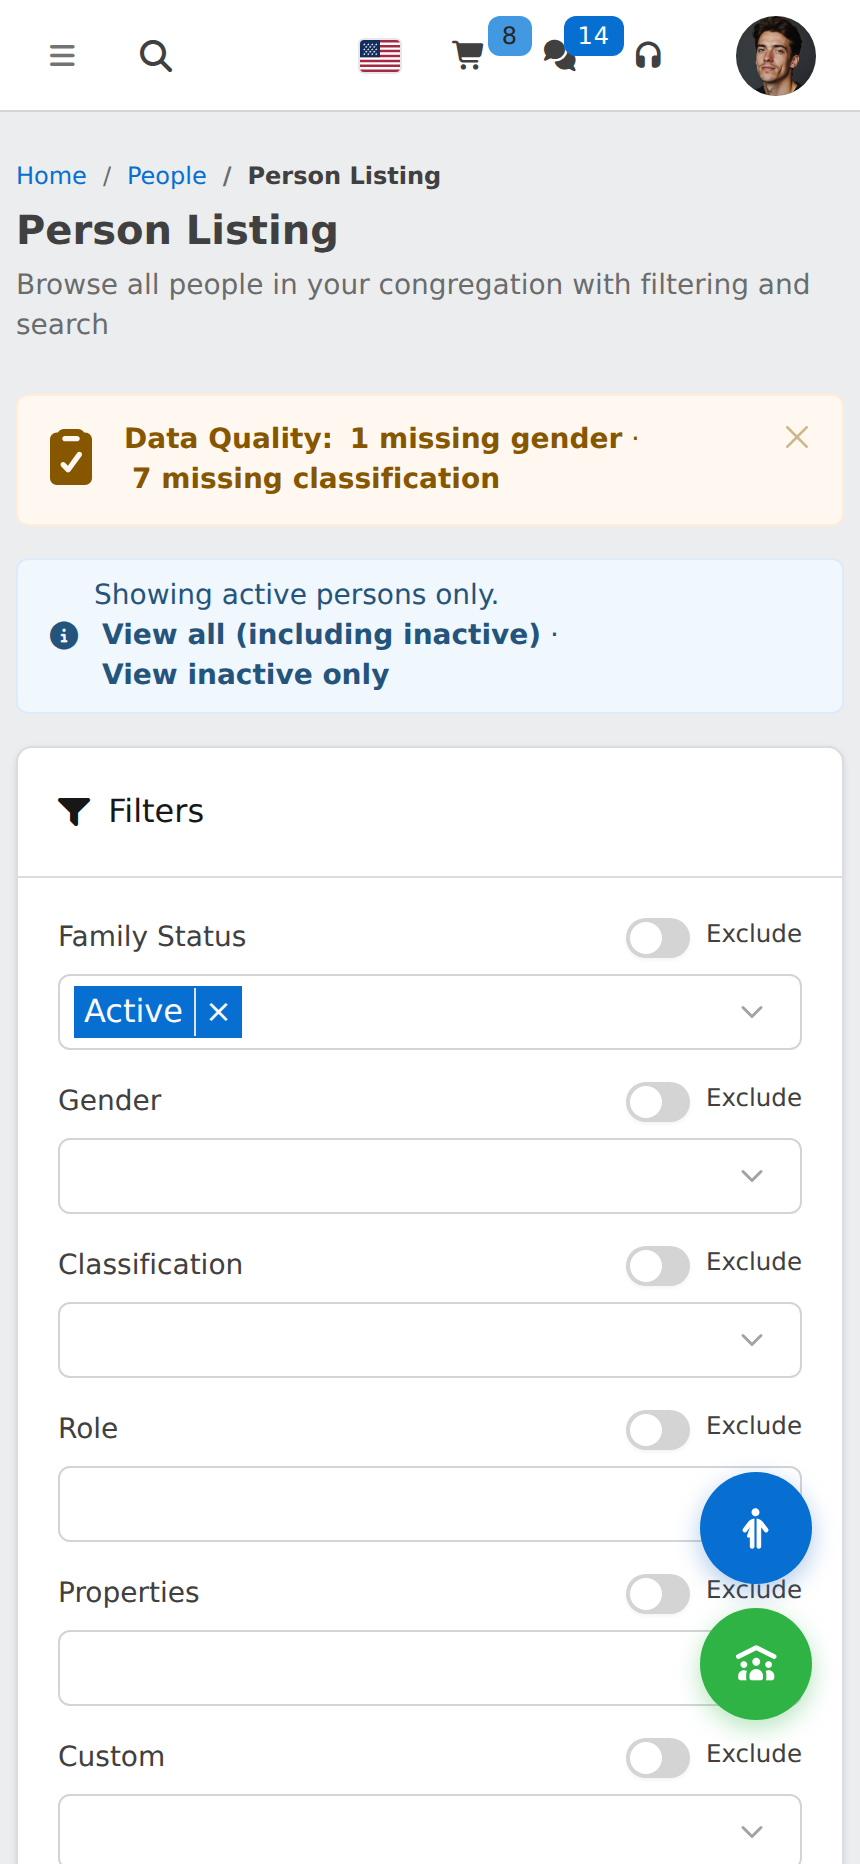 8
14
Home / People / Person Listing
Person Listing
Browse all people in your congregation with filtering and
search
Data Quality: 1 missing gender ·
7 missing classification
Showing active persons only.
View all (including inactive) ·
View inactive only
Filters
Family Status Exclude
Active ×
Gender Exclude
Classification Exclude
Role Exclude
Properties Exclude
Custom Exclude